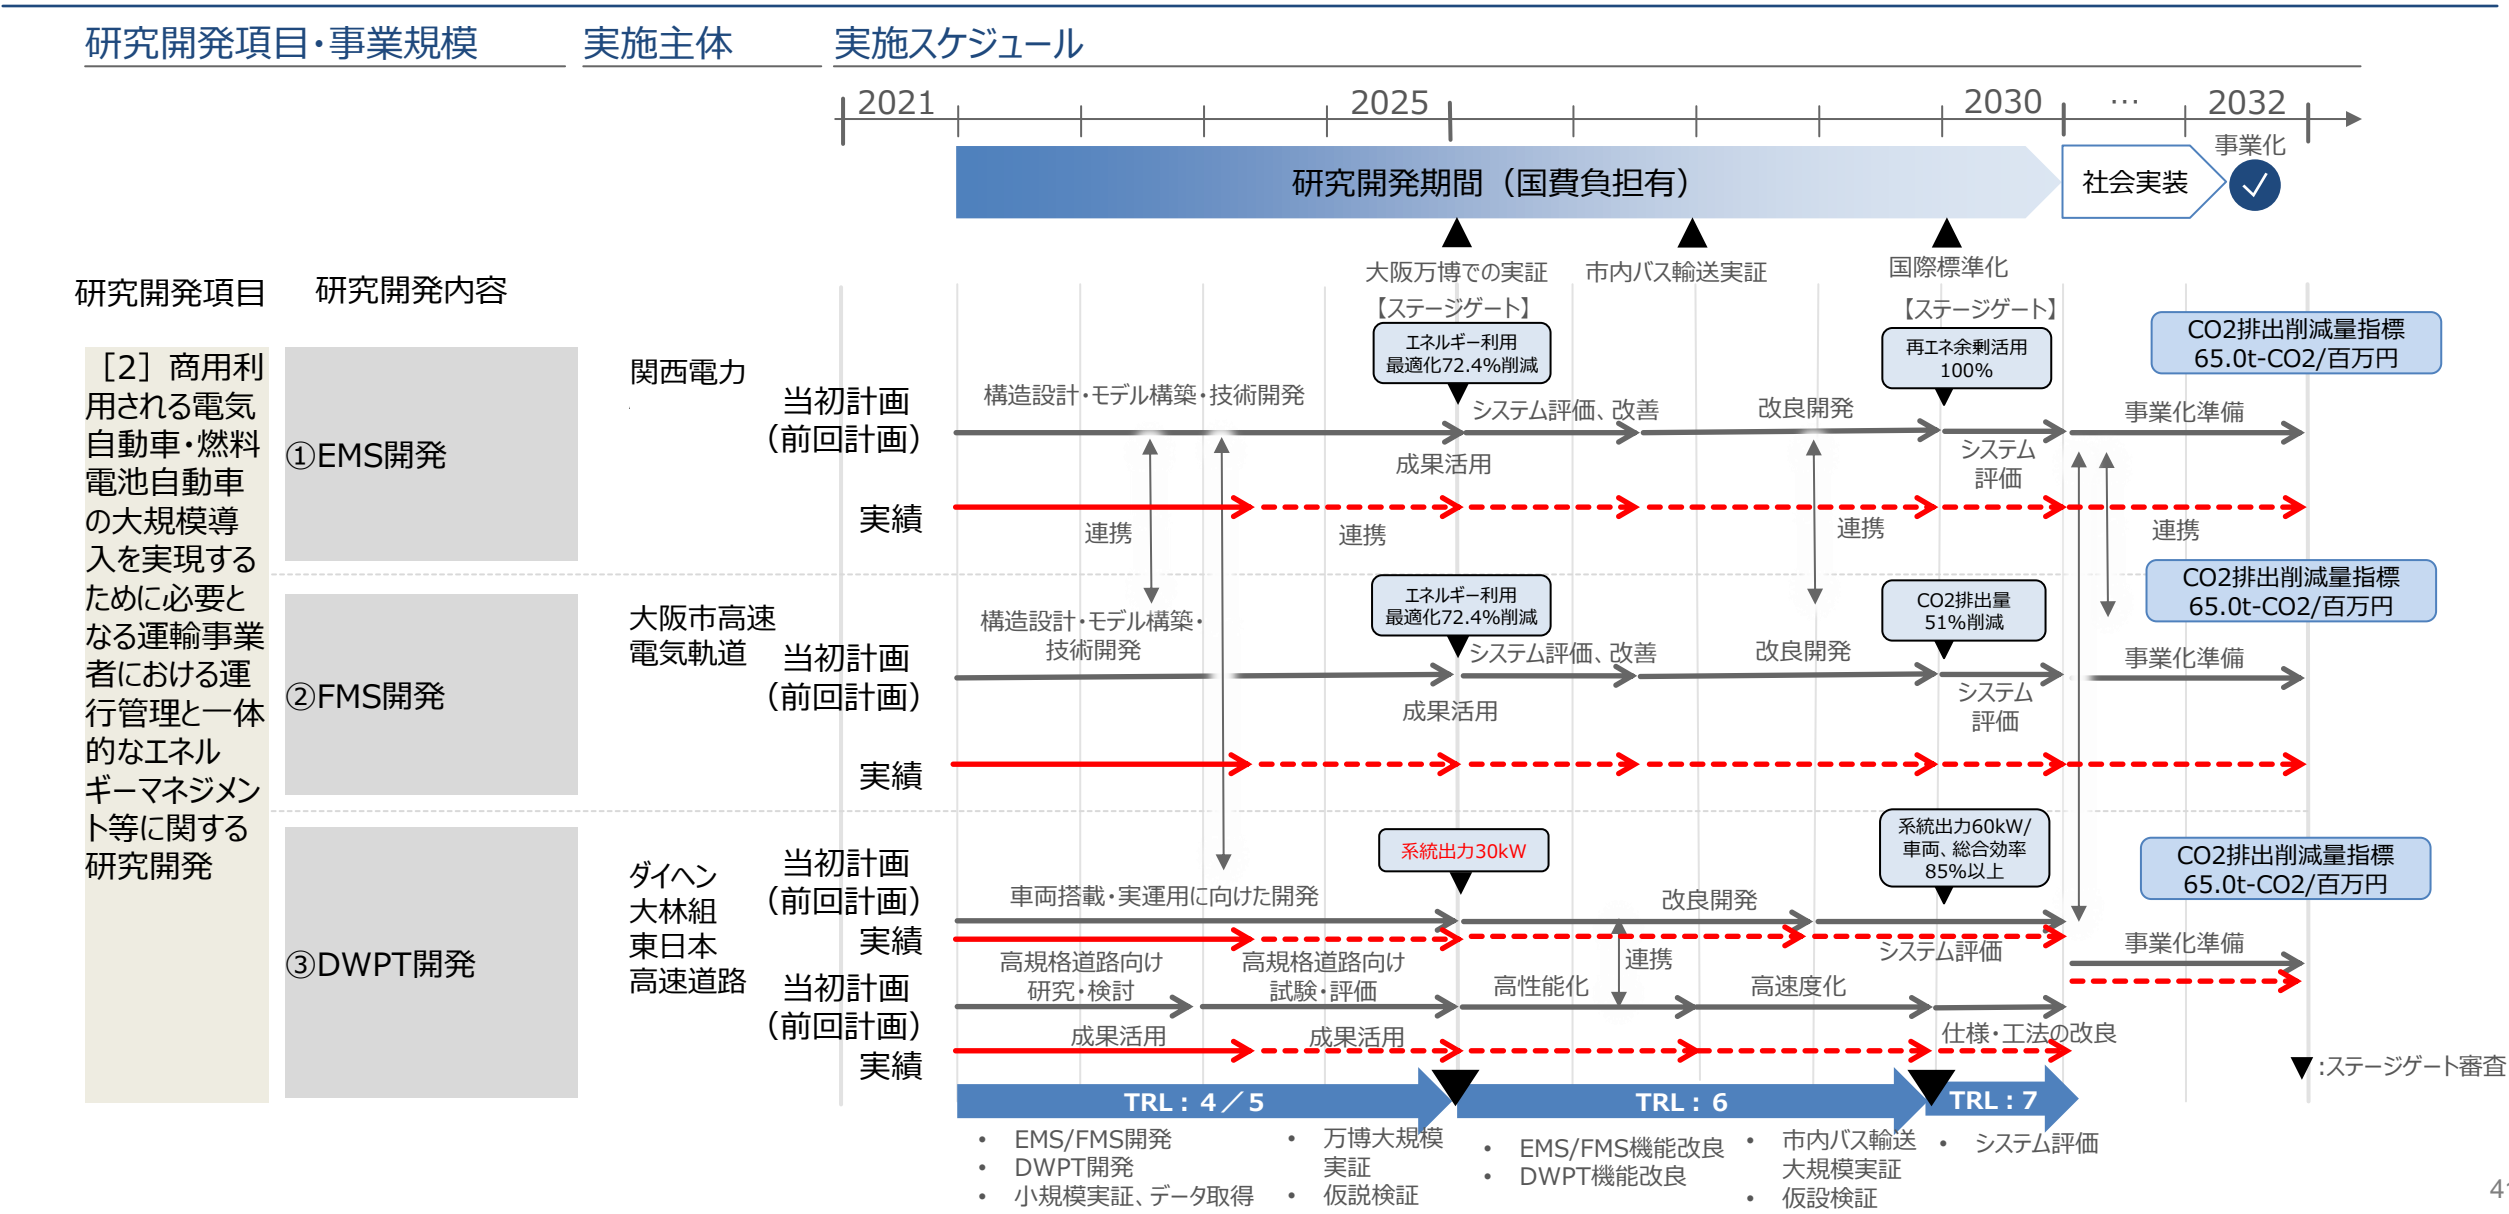 研究開発項目・事業規模
実施主体
実施スケジュール
2021
2025
2030
…
2032
事業化
研究開発期間（国費負担有）
社会実装
大阪万博での実証
市内バス輸送実証
国際標準化
研究開発項目
研究開発内容
【ステージゲート】
【ステージゲート】
［2］商用利
用される電気
自動車・燃料
電池自動車
の大規模導
入を実現する
ために必要と
なる運輸事業
者における運
行管理と一体
的なエネル
ギーマネジメン
ト等に関する
研究開発
①EMS開発
関西電力
当初計画
（前回計画）
実績
構造設計・モデル構築・技術開発
エネルギー利用
最適化72.4%削減
システム評価、改善
成果活用
改良開発
再エネ余剰活用
100%
システム
評価
CO2排出削減量指標
65.0t-CO2/百万円
事業化準備
連携
連携
連携
連携
②FMS開発
大阪市高速
電気軌道
当初計画
（前回計画）
実績
構造設計・モデル構築・
技術開発
エネルギー利用
最適化72.4%削減
システム評価、改善
成果活用
改良開発
CO2排出量
51%削減
システム
評価
CO2排出削減量指標
65.0t-CO2/百万円
事業化準備
③DWPT開発
ダイヘン
大林組
東日本
高速道路
当初計画
（前回計画）
実績
車両搭載・実運用に向けた開発
系統出力30kW
改良開発
系統出力60kW/
車両、総合効率
85%以上
システム評価
CO2排出削減量指標
65.0t-CO2/百万円
事業化準備
連携
当初計画
（前回計画）
実績
高規格道路向け
研究・検討
高規格道路向け
試験・評価
高性能化
高速度化
成果活用
成果活用
仕様・工法の改良
▼:ステージゲート審査
TRL：４／5
TRL：６
TRL：7
• EMS/FMS開発
• DWPT開発
• 小規模実証、データ取得
• 万博大規模
実証
• 仮説検証
• EMS/FMS機能改良
• DWPT機能改良
• 市内バス輸送
大規模実証
• 仮設検証
• システム評価